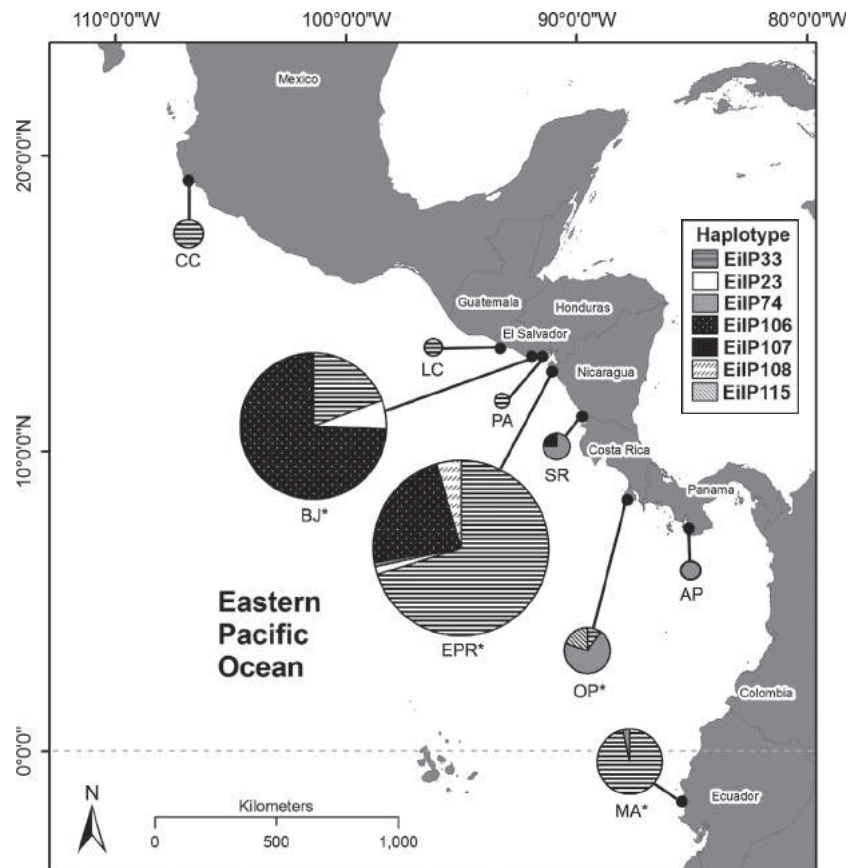 110°0'0"W
100°0'0"W
90°0'0"W
80°0'0"W
20°0'0"N
10°0'0"N
0°0'0"
Mexico
CC
Guatemala
Honduras
El Salvador
Nicaragua
Costa Rica
Panama
Colombia
Ecuador
LC
PA
BJ*
SR
EPR*
AP
OP*
MA*
Haplotype
EiIP33
EiIP23
EiIP74
EiIP106
EiIP107
EiIP108
EiIP115
Eastern
Pacific
Ocean
N
Kilometers
0 500 1,000